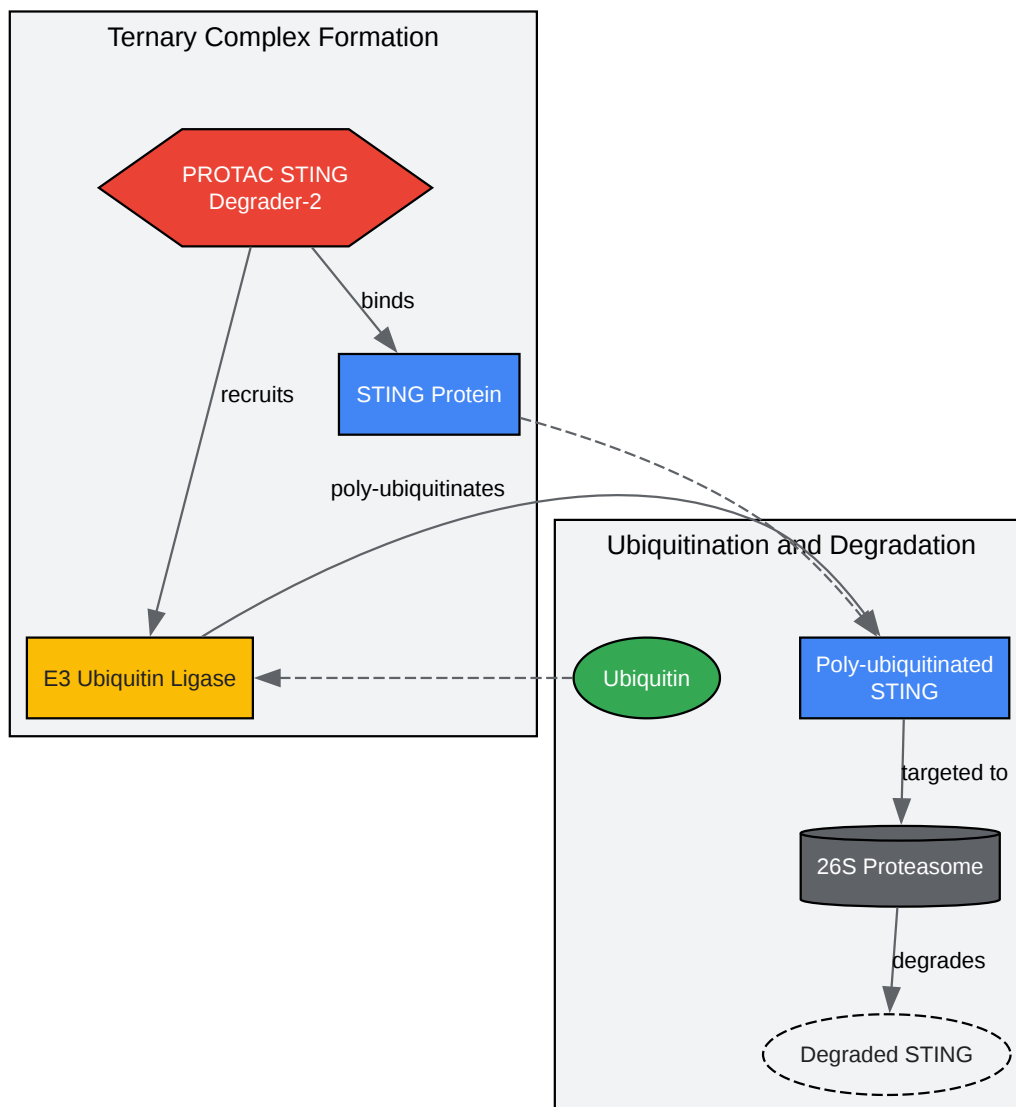 Ternary Complex Formation
PROTAC STING
Degrader-2
binds
STING Protein
recruits
poly-ubiquitinates
E3 Ubiquitin Ligase
Ubiquitination and Degradation
Ubiquitin
Poly-ubiquitinated
STING
targeted to
26S Proteasome
degrades
Degraded STING